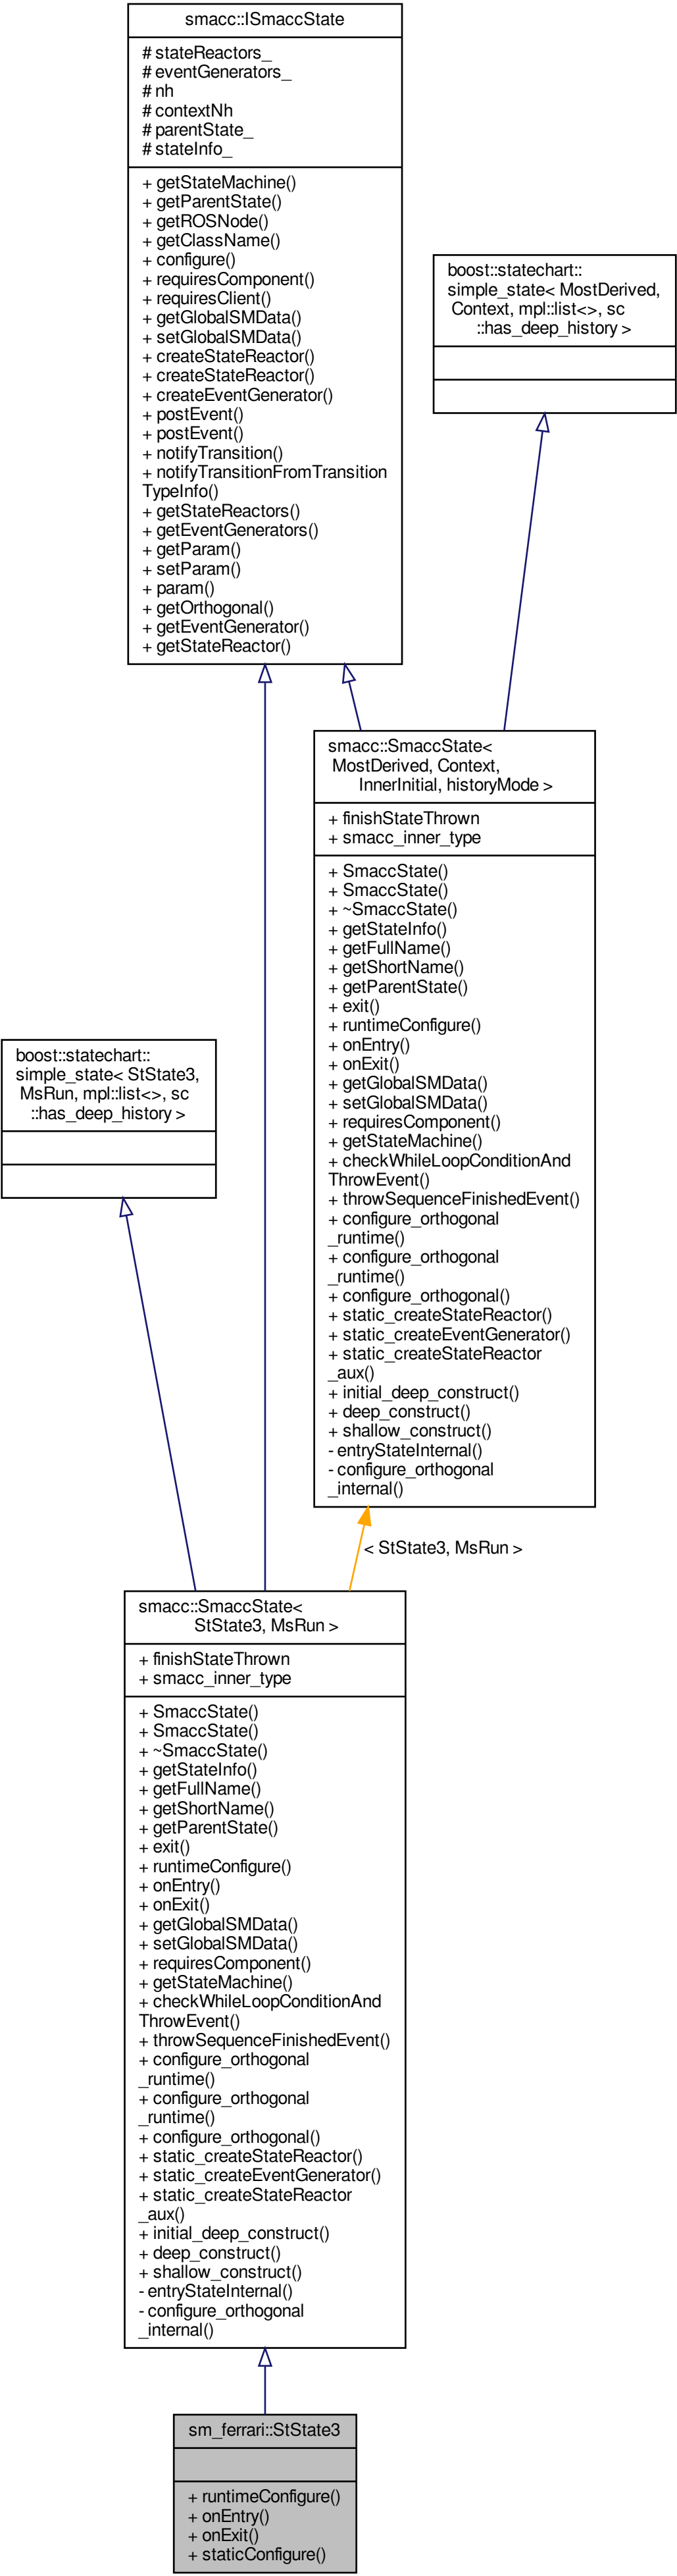 smacc::ISmaccState
# stateReactors_
# eventGenerators_
# nh
# contextNh
# parentState_
# stateInfo_
+ getStateMachine()
+ getParentState()
+ getROSNode()
+ getClassName()
+ configure()
+ requiresComponent()
+ requiresClient()
+ getGlobalSMData()
+ setGlobalSMData()
+ createStateReactor()
+ createStateReactor()
+ createEventGenerator()
+ postEvent()
+ postEvent()
+ notifyTransition()
+ notifyTransitionFromTransition
TypeInfo()
+ getStateReactors()
+ getEventGenerators()
+ getParam()
+ setParam()
+ param()
+ getOrthogonal()
+ getEventGenerator()
+ getStateReactor()
boost::statechart::
simple_state< MostDerived,
Context, mpl::list<>, sc
::has_deep_history >
smacc::SmaccState<
MostDerived, Context,
InnerInitial, historyMode >
+ finishStateThrown
+ smacc_inner_type
+ SmaccState()
+ SmaccState()
+ ~SmaccState()
+ getStateInfo()
+ getFullName()
+ getShortName()
+ getParentState()
+ exit()
+ runtimeConfigure()
+ onEntry()
+ onExit()
+ getGlobalSMData()
+ setGlobalSMData()
+ requiresComponent()
+ getStateMachine()
+ checkWhileLoopConditionAnd
ThrowEvent()
+ throwSequenceFinishedEvent()
+ configure_orthogonal
_runtime()
+ configure_orthogonal
_runtime()
+ configure_orthogonal()
+ static_createStateReactor()
+ static_createEventGenerator()
+ static_createStateReactor
_aux()
+ initial_deep_construct()
+ deep_construct()
+ shallow_construct()
- entryStateInternal()
- configure_orthogonal
_internal()
boost::statechart::
simple_state< StState3,
MsRun, mpl::list<>, sc
::has_deep_history >
< StState3, MsRun >
smacc::SmaccState<
StState3, MsRun >
+ finishStateThrown
+ smacc_inner_type
+ SmaccState()
+ SmaccState()
+ ~SmaccState()
+ getStateInfo()
+ getFullName()
+ getShortName()
+ getParentState()
+ exit()
+ runtimeConfigure()
+ onEntry()
+ onExit()
+ getGlobalSMData()
+ setGlobalSMData()
+ requiresComponent()
+ getStateMachine()
+ checkWhileLoopConditionAnd
ThrowEvent()
+ throwSequenceFinishedEvent()
+ configure_orthogonal
_runtime()
+ configure_orthogonal
_runtime()
+ configure_orthogonal()
+ static_createStateReactor()
+ static_createEventGenerator()
+ static_createStateReactor
_aux()
+ initial_deep_construct()
+ deep_construct()
+ shallow_construct()
- entryStateInternal()
- configure_orthogonal
_internal()
sm_ferrari::StState3
+ runtimeConfigure()
+ onEntry()
+ onExit()
+ staticConfigure()